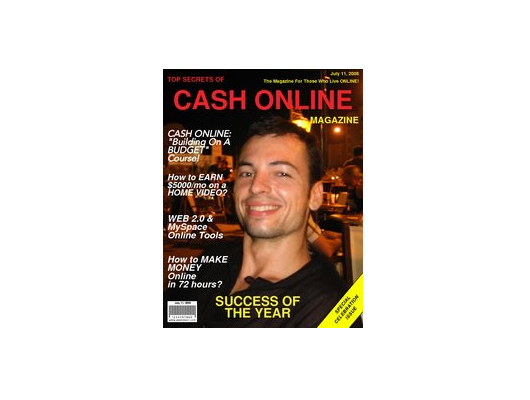 July 11, 2008
TOP SECRETS OF
The Magazine For Those Who Live ONLINE!
CASH ONLINE
MAGAZINE
CASH ONLINE:
"Building On A
BUDGET"
Course!
How to EARN
$5000/mo on a
HOME VIDEO?
WEB 2.0 &
MySpace
Online Tools
How to MAKE
MONEY
Online
in 72 hours?
SUCCESS OF
THE YEAR
SPECIAL
CELEBRATION
ISSUE